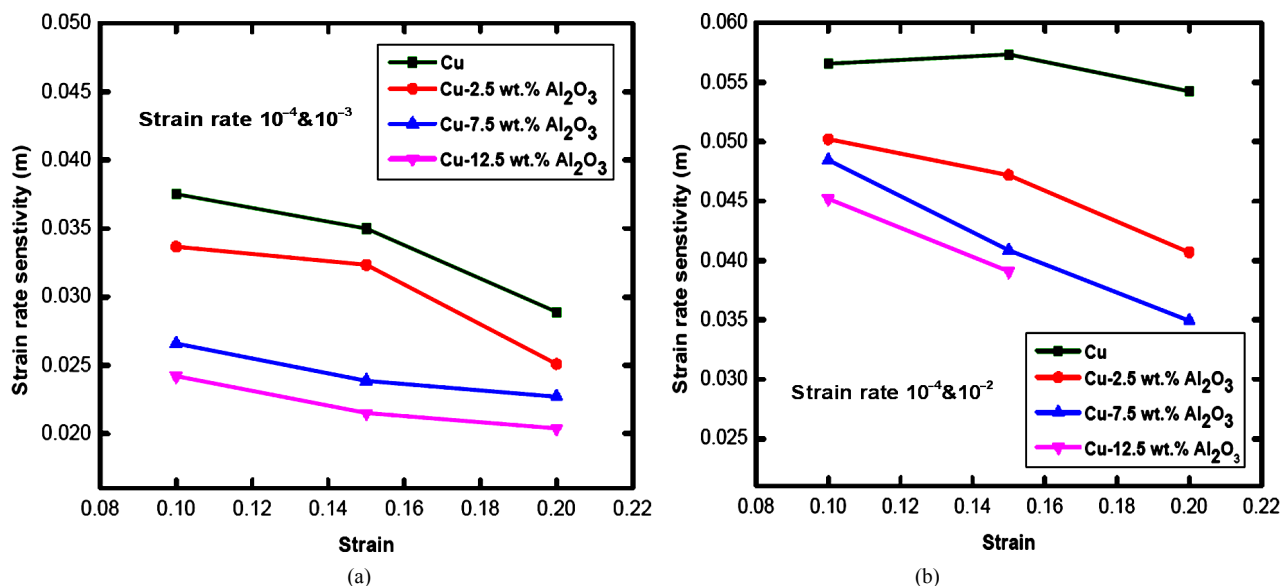 0.050
0.045
0.040
0.035
0.030
0.025
0.020
Strain rate senstivity (m)
Cu
Cu-2.5 wt.% Al₂O₃
Cu-7.5 wt.% Al₂O₃
Cu-12.5 wt.% Al₂O₃
Strain rate 10⁻⁴&10⁻³
0.08 0.10 0.12 0.14 0.16 0.18 0.20 0.22
Strain
(a)
0.060
0.055
0.050
0.045
0.040
0.035
0.030
0.025
Strain rate senstivity (m)
Cu
Cu-2.5 wt.% Al₂O₃
Cu-7.5 wt.% Al₂O₃
Cu-12.5 wt.% Al₂O₃
Strain rate 10⁻⁴&10⁻²
0.08 0.10 0.12 0.14 0.16 0.18 0.20 0.22
Strain
(b)